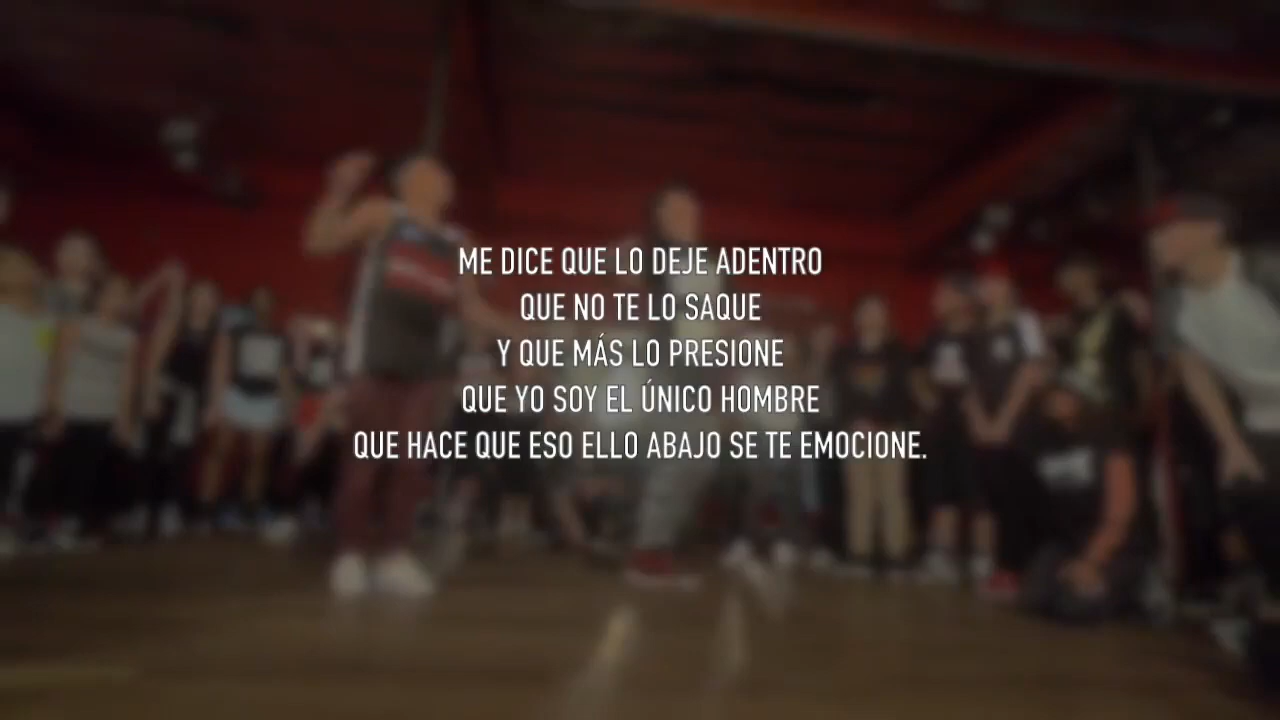 ME DICE QUE LO DEJE ADENTRO
QUE NO TE LO SAQUE
Y QUE MÁS LO PRESIONE
QUE YO SOY EL ÚNICO HOMBRE
QUE HACE QUE ESO ELLO ABAJO SE TE EMOCIONE.